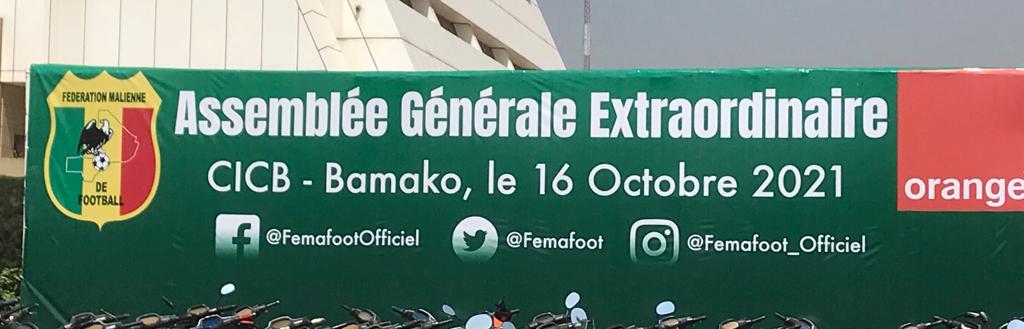 FEDERATION MALIENNE
DE
FOOTBALL
Assemblée Générale Extraordinaire
CICB - Bamako, le 16 Octobre 2021
@FemafootOfficiel @Femafoot @Femafoot_Officiel
orange